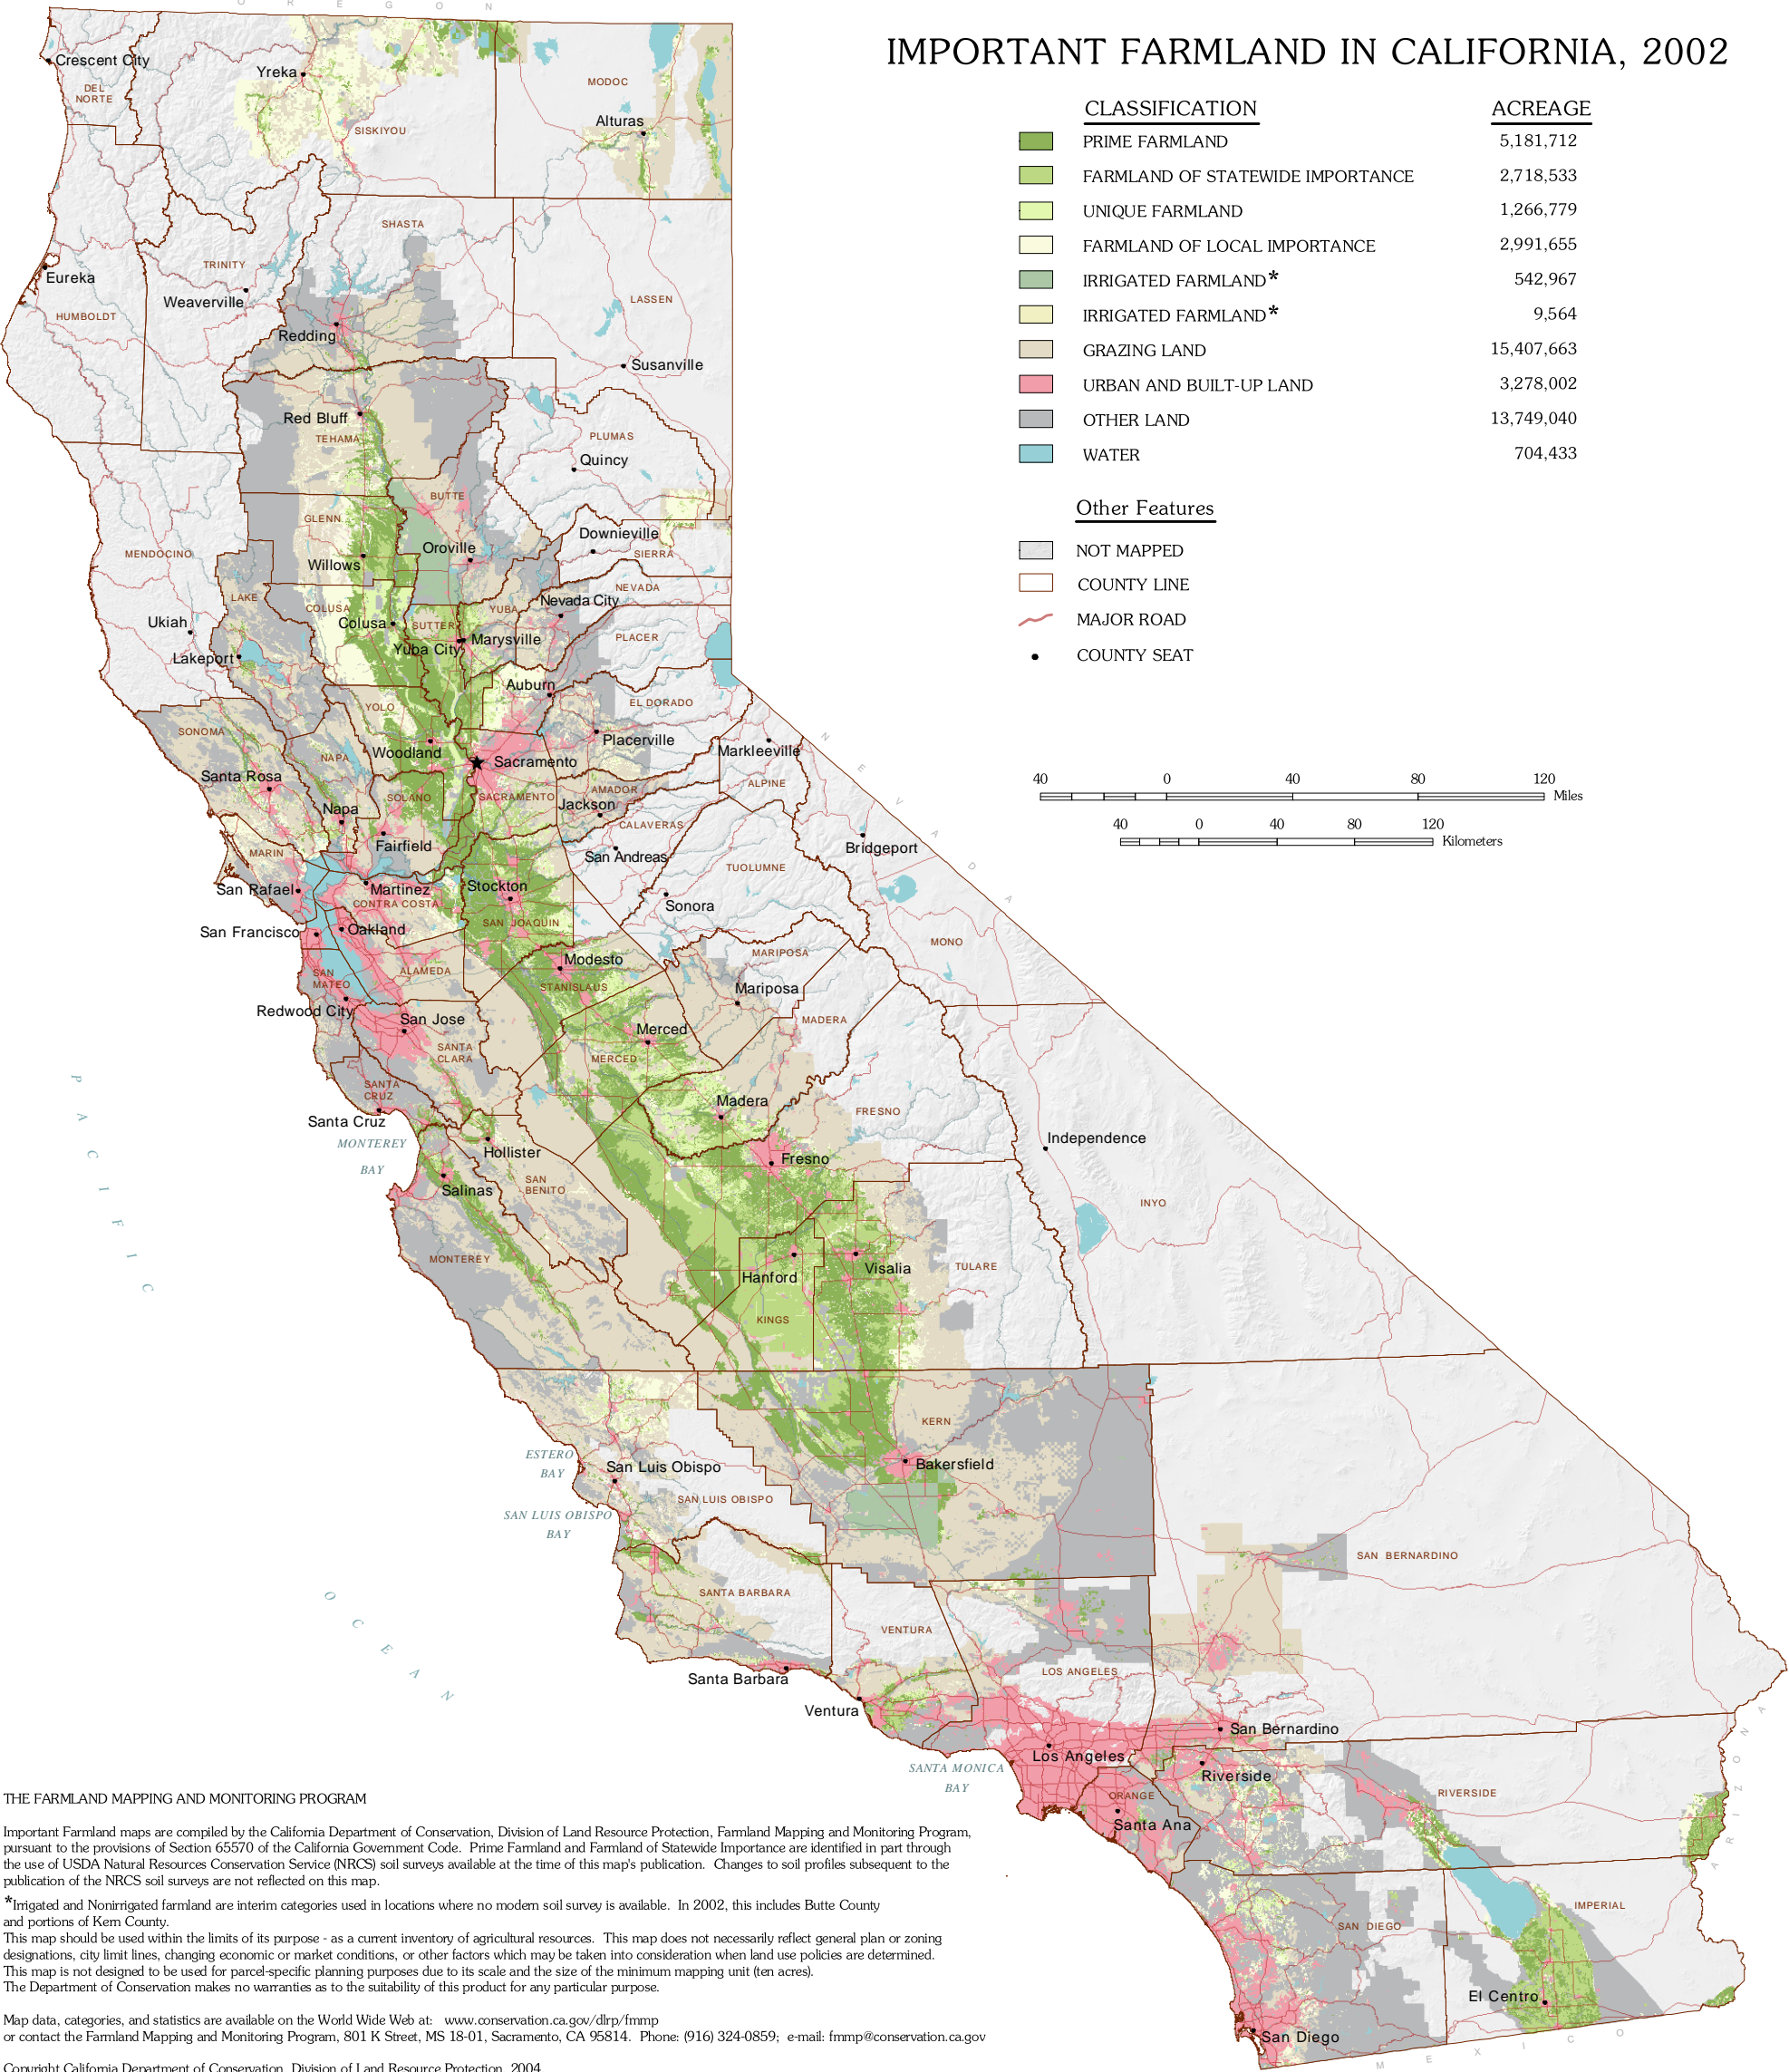 IMPORTANT FARMLAND IN CALIFORNIA, 2002
CLASSIFICATION ACREAGE
PRIME FARMLAND 5,181,712
FARMLAND OF STATEWIDE IMPORTANCE 2,718,533
UNIQUE FARMLAND 1,266,779
FARMLAND OF LOCAL IMPORTANCE 2,991,655
IRRIGATED FARMLAND* 542,967
IRRIGATED FARMLAND* 9,564
GRAZING LAND 15,407,663
URBAN AND BUILT-UP LAND 3,278,002
OTHER LAND 13,749,040
WATER 704,433
Other Features
NOT MAPPED
COUNTY LINE
MAJOR ROAD
COUNTY SEAT
40 0 40 80 120
Miles
40 0 40 80 120
Kilometers
O R E G O N
Crescent City
DEL
NORTE
Yreka
SISKIYOU
MODOC
Alturas
SHASTA
TRINITY
Eureka
Weaverville
HUMBOLDT
LASSEN
Redding
Susanville
Red Bluff
TEHAMA
PLUMAS
Quincy
BUTTE
GLENN
Downieville
MENDOCINO
Oroville
SIERRA
Willows
NEVADA
LAKE
COLUSA
YUBA
Nevada City
Ukiah
Colusa
SUTTER
Marysville
PLACER
Yuba City
Lakeport
Auburn
EL DORADO
YOLO
SONOMA
Placerville
Markleeville
N E V A D A
Woodland
NAPA
Sacramento
Santa Rosa
ALPINE
AMADOR
SOLANO
SACRAMENTO
Jackson
Napa
CALAVERAS
Bridgeport
Fairfield
MARIN
San Andreas
TUOLUMNE
San Rafael
Martinez
Stockton
CONTRA COSTA
Sonora
SAN JOAQUIN
San Francisco
Oakland
MONO
MARIPOSA
Modesto
SAN
MATEO
ALAMEDA
STANISLAUS
Mariposa
Redwood City
San Jose
MADERA
Merced
SANTA
CLARA
MERCED
SANTA
CRUZ
Madera
FRESNO
Santa Cruz
MONTEREY
BAY
Independence
Hollister
Fresno
Salinas
SAN
BENITO
INYO
P A C I F I C
MONTEREY
Hanford
Visalia
TULARE
KINGS
KERN
ESTERO
BAY
Bakersfield
San Luis Obispo
SAN LUIS OBISPO
SAN LUIS OBISPO
BAY
SAN BERNARDINO
SANTA BARBARA
O C E A N
VENTURA
LOS ANGELES
Santa Barbara
Ventura
San Bernardino
Los Angeles
SANTA MONICA
BAY
Riverside
RIVERSIDE
ORANGE
Santa Ana
A R I Z O N A
IMPERIAL
SAN DIEGO
El Centro
San Diego
M E X I C O
THE FARMLAND MAPPING AND MONITORING PROGRAM
Important Farmland maps are compiled by the California Department of Conservation, Division of Land Resource Protection, Farmland Mapping and Monitoring Program,
pursuant to the provisions of Section 65570 of the California Government Code. Prime Farmland and Farmland of Statewide Importance are identified in part through
the use of USDA Natural Resources Conservation Service (NRCS) soil surveys available at the time of this map's publication. Changes to soil profiles subsequent to the
publication of the NRCS soil surveys are not reflected on this map.
*Irrigated and Nonirrigated farmland are interim categories used in locations where no modern soil survey is available. In 2002, this includes Butte County
and portions of Kern County.
This map should be used within the limits of its purpose - as a current inventory of agricultural resources. This map does not necessarily reflect general plan or zoning
designations, city limit lines, changing economic or market conditions, or other factors which may be taken into consideration when land use policies are determined.
This map is not designed to be used for parcel-specific planning purposes due to its scale and the size of the minimum mapping unit (ten acres).
The Department of Conservation makes no warranties as to the suitability of this product for any particular purpose.
Map data, categories, and statistics are available on the World Wide Web at: www.conservation.ca.gov/dlrp/fmmp
or contact the Farmland Mapping and Monitoring Program, 801 K Street, MS 18-01, Sacramento, CA 95814. Phone: (916) 324-0859; e-mail: fmmp@conservation.ca.gov
Copyright California Department of Conservation, Division of Land Resource Protection, 2004